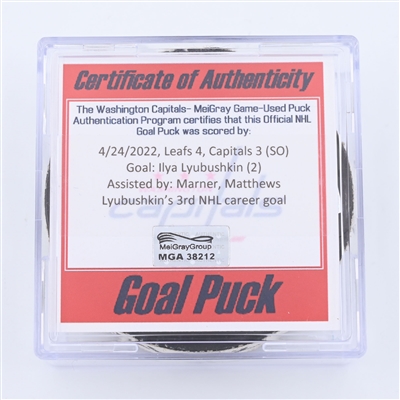 Certificate of Authenticity
The Washington Capitals- MeiGray Game-Used Puck
Authentication Program certifies that this Official NHL
Goal Puck was scored by:
4/24/2022, Leafs 4, Capitals 3 (SO)
Goal: Ilya Lyubushkin (2)
Assisted by: Marner, Matthews
Lyubushkin's 3rd NHL career goal
capitals
MeiGrayGroup
MGA 38212
Goal Puck